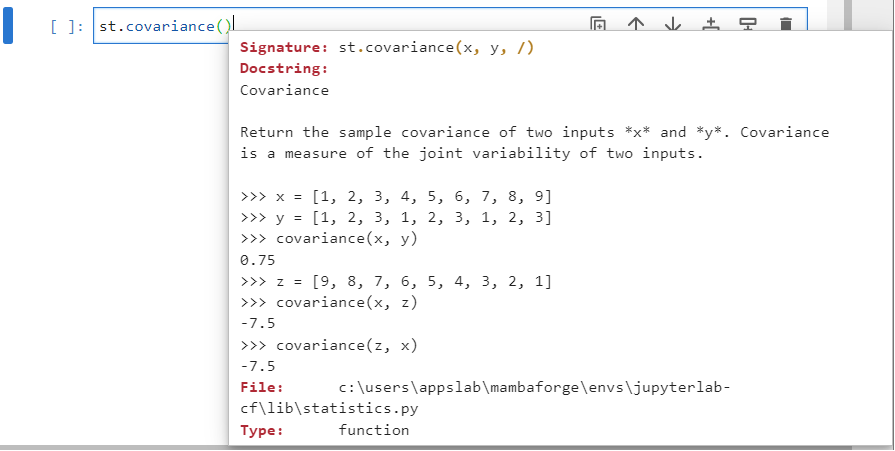 [ ]: st.covariance()
Signature: st.covariance(x, y, /)
Docstring:
Covariance
Return the sample covariance of two inputs *x* and *y*. Covariance
is a measure of the joint variability of two inputs.
>>> x = [1, 2, 3, 4, 5, 6, 7, 8, 9]
>>> y = [1, 2, 3, 1, 2, 3, 1, 2, 3]
>>> covariance(x, y)
0.75
>>> z = [9, 8, 7, 6, 5, 4, 3, 2, 1]
>>> covariance(x, z)
-7.5
>>> covariance(z, x)
-7.5
File:      c:\users\appslab\mambaforge\envs\jupyterlab-
cf\lib\statistics.py
Type:      function